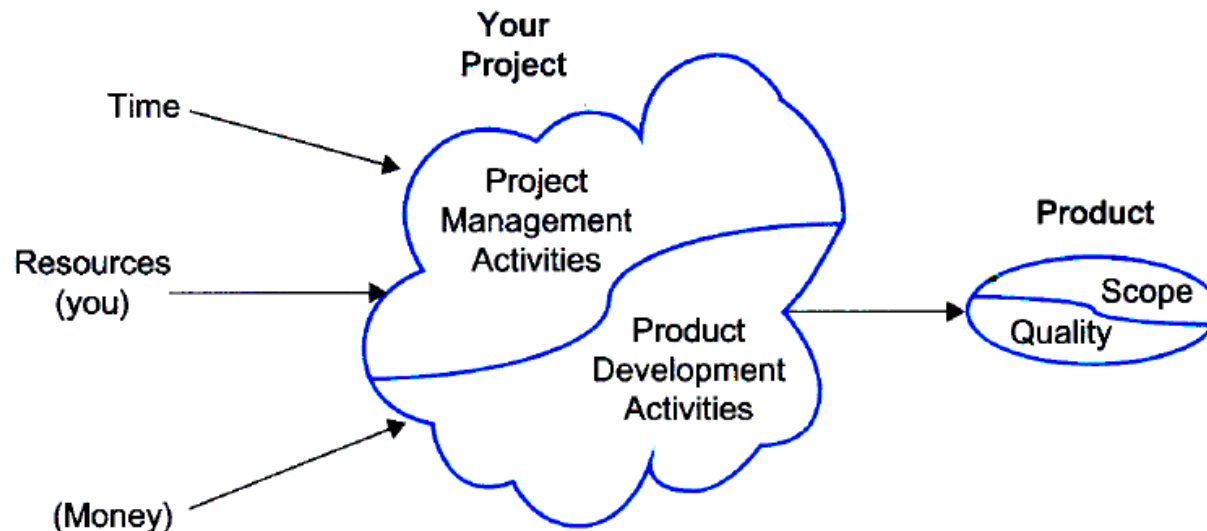 Your
Project
Time
Project
Management
Activities
Resources
(you)
Product
Development
Activities
(Money)
Product
Scope
Quality